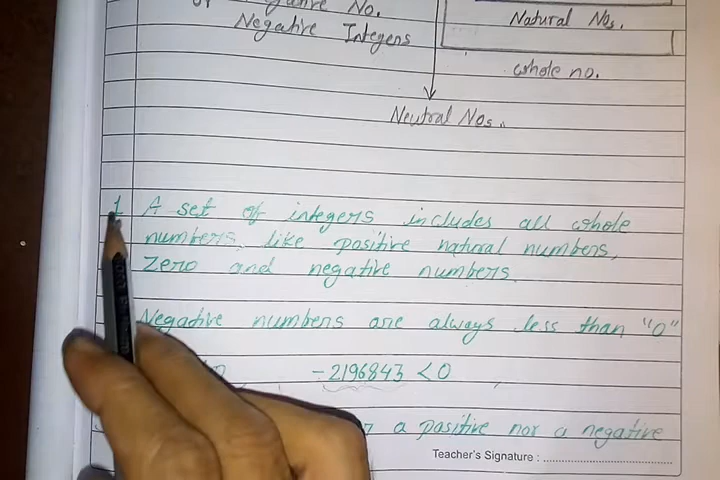 No.
Negative Integers
Natural Nos.
whole no.
Neutral Nos.
1 A set of integers includes all whole
numbers, like positive natural numbers,
Zero and negative numbers.
Negative numbers are always less than "0"
-2196843 < 0
a positive nor a negative
Teacher's Signature :